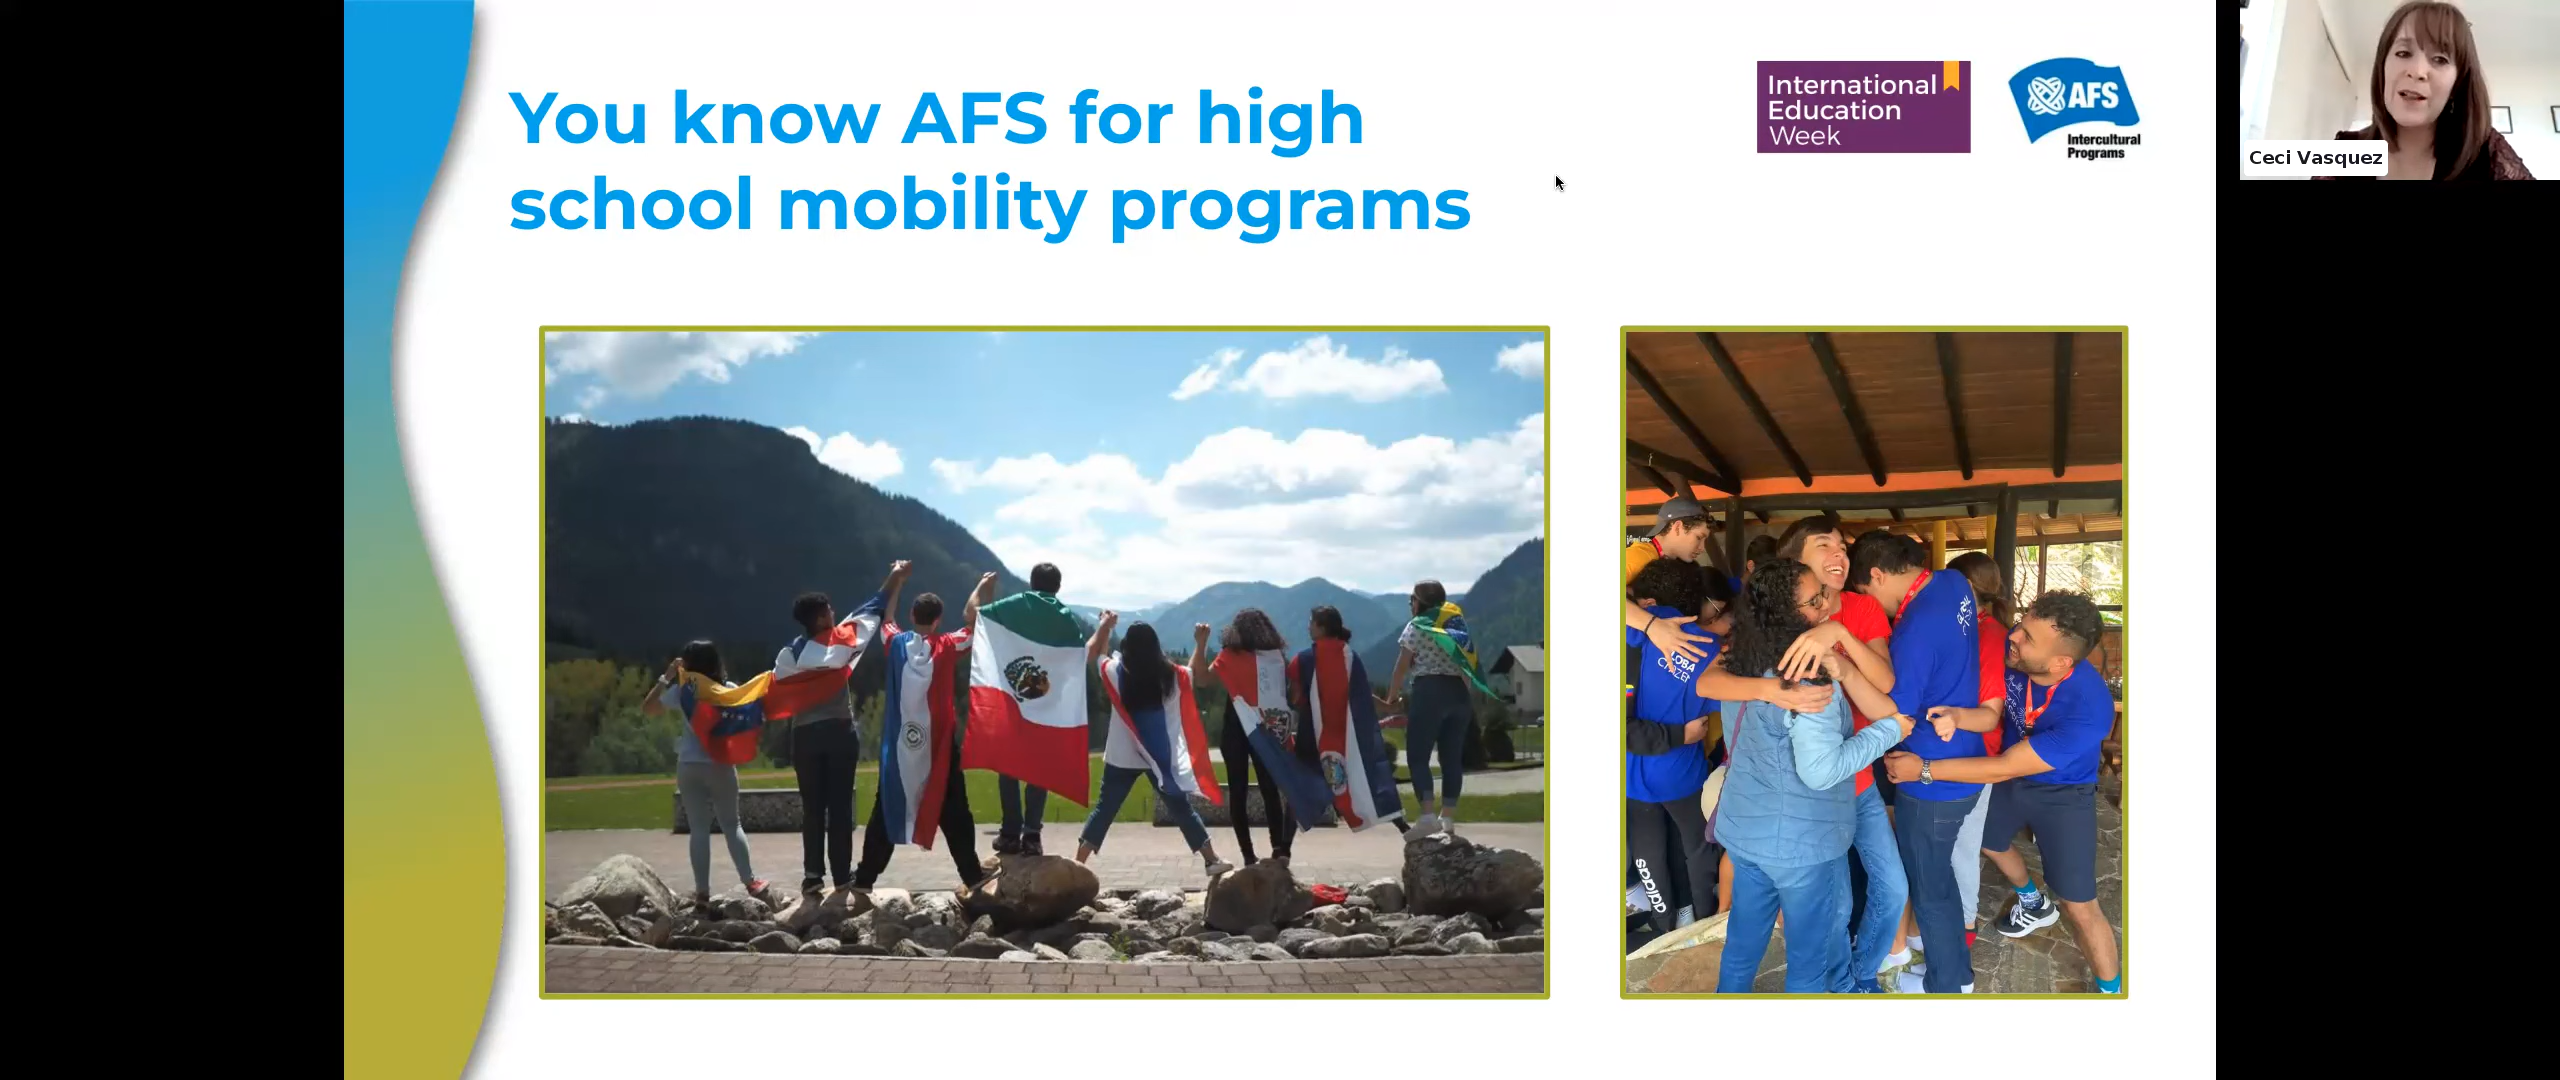 You know AFS for high
school mobility programs
International
Education
Week
AFS
Intercultural
Programs
Ceci Vasquez
adidas